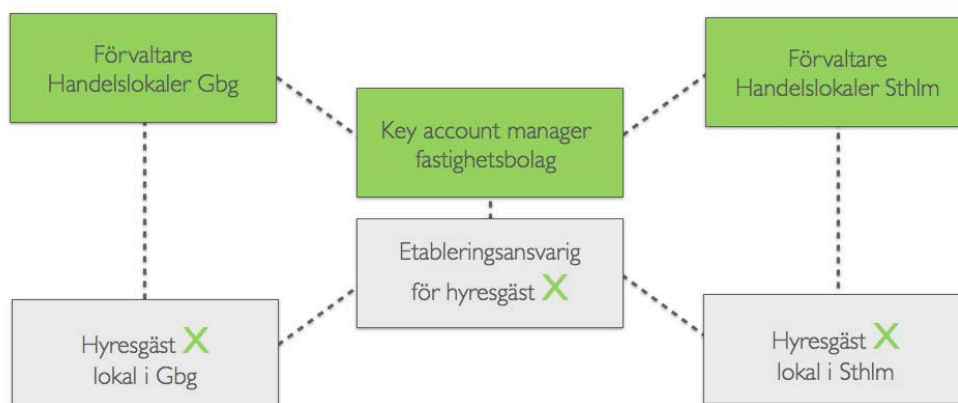 Förvaltare
Handelslokaler Gbg
Förvaltare
Handelslokaler Sthlm
Key account manager
fastighetsbolag
Etableringsansvarig
för hyresgäst X
Hyresgäst X
lokal i Gbg
Hyresgäst X
lokal i Sthlm